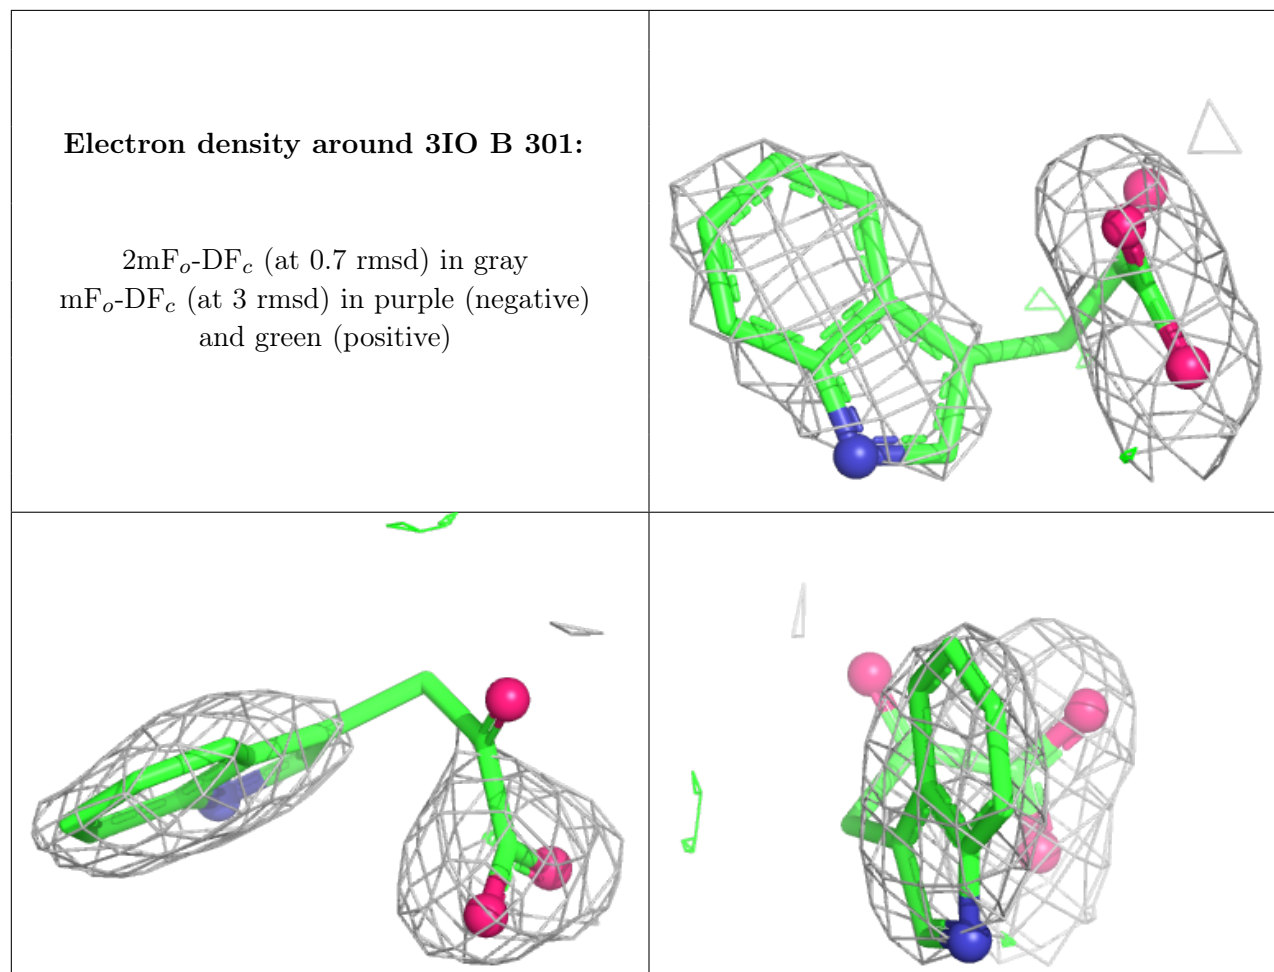 Electron density around 3IO B 301:
2mFo-DFc (at 0.7 rmsd) in gray
mFo-DFc (at 3 rmsd) in purple (negative)
and green (positive)